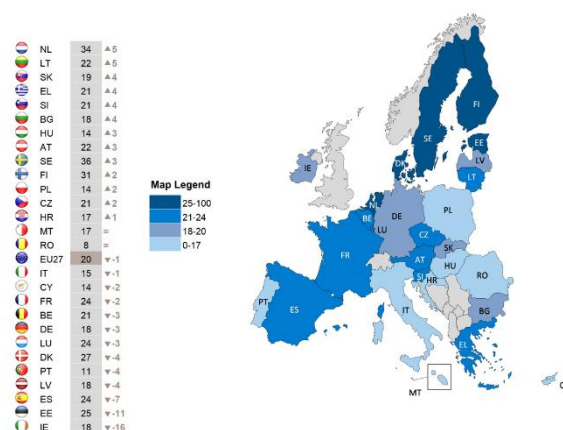 NL 34 ▲5
LT 22 ▲5
SK 19 ▲4
EL 21 ▲4
SI 21 ▲4
BG 18 ▲4
HU 14 ▲3
AT 22 ▲3
SE 36 ▲3
FI 31 ▲2
PL 14 ▲2
CZ 21 ▲2
HR 17 ▲1
MT 17 =
RO 8 =
EU27 20 ▼-1
IT 15 ▼-1
CY 14 ▼-2
FR 24 ▼-2
BE 21 ▼-3
DE 18 ▼-3
LU 24 ▼-3
DK 27 ▼-4
PT 11 ▼-4
LV 18 ▼-4
ES 24 ▼-7
EE 25 ▼-11
IE 18 ▼-16
Map Legend
25-100
21-24
18-20
0-17
FI
SE
EE
LV
DK
LT
IE
NL
BE
DE
PL
LU
CZ
SK
FR
AT
HU
SI
HR
RO
PT
ES
IT
BG
EL
MT
C